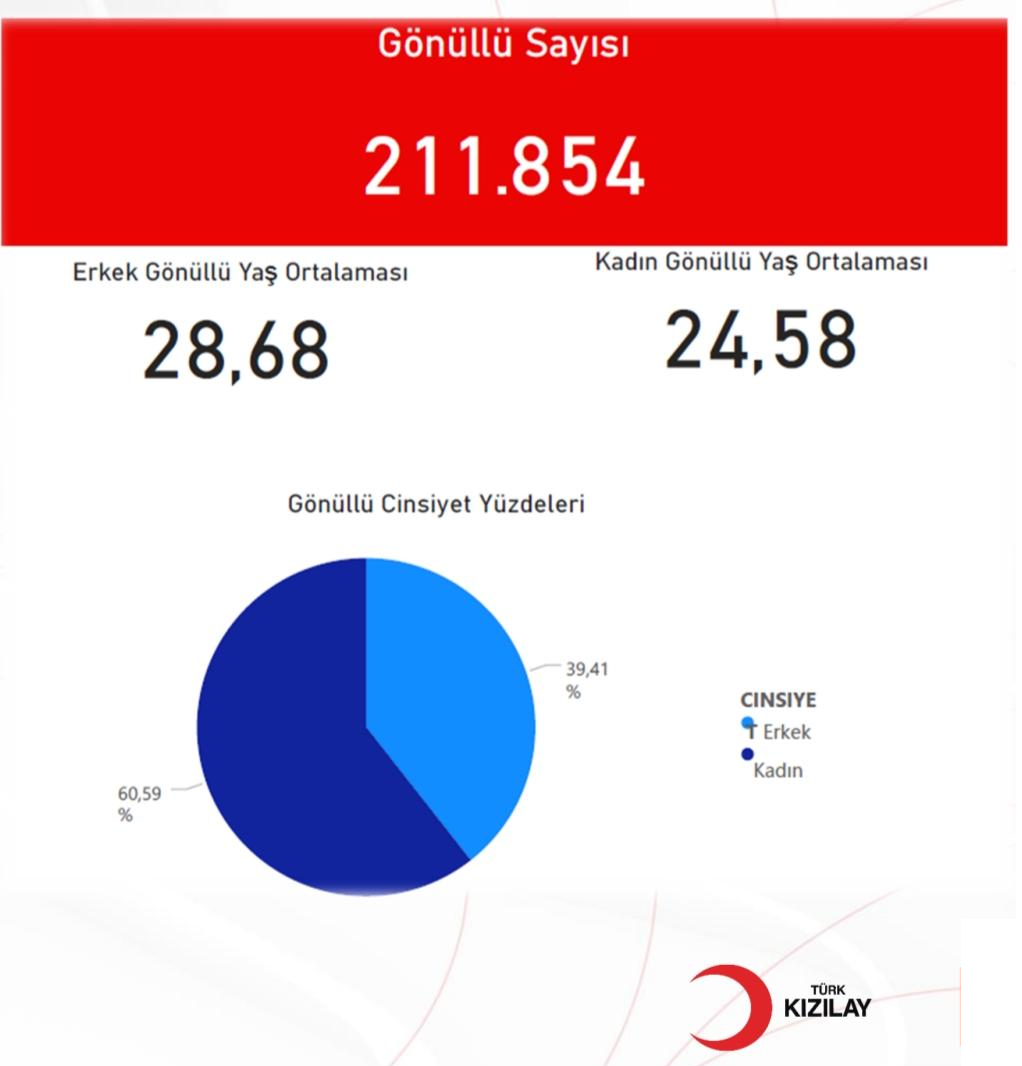 Gönüllü Sayısı
211.854
Erkek Gönüllü Yaş Ortalaması
28,68
Kadın Gönüllü Yaş Ortalaması
24,58
Gönüllü Cinsiyet Yüzdeleri
39,41
%
60,59
%
CINSIYE
T Erkek
Kadın
TÜRK
KIZILAY